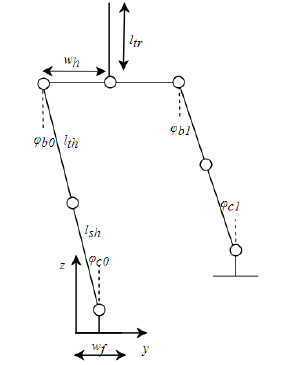 l_tr
w_h
φ_b0
l_th
φ_b1
l_sh
φ_c1
z
φ_c0
w_f
y